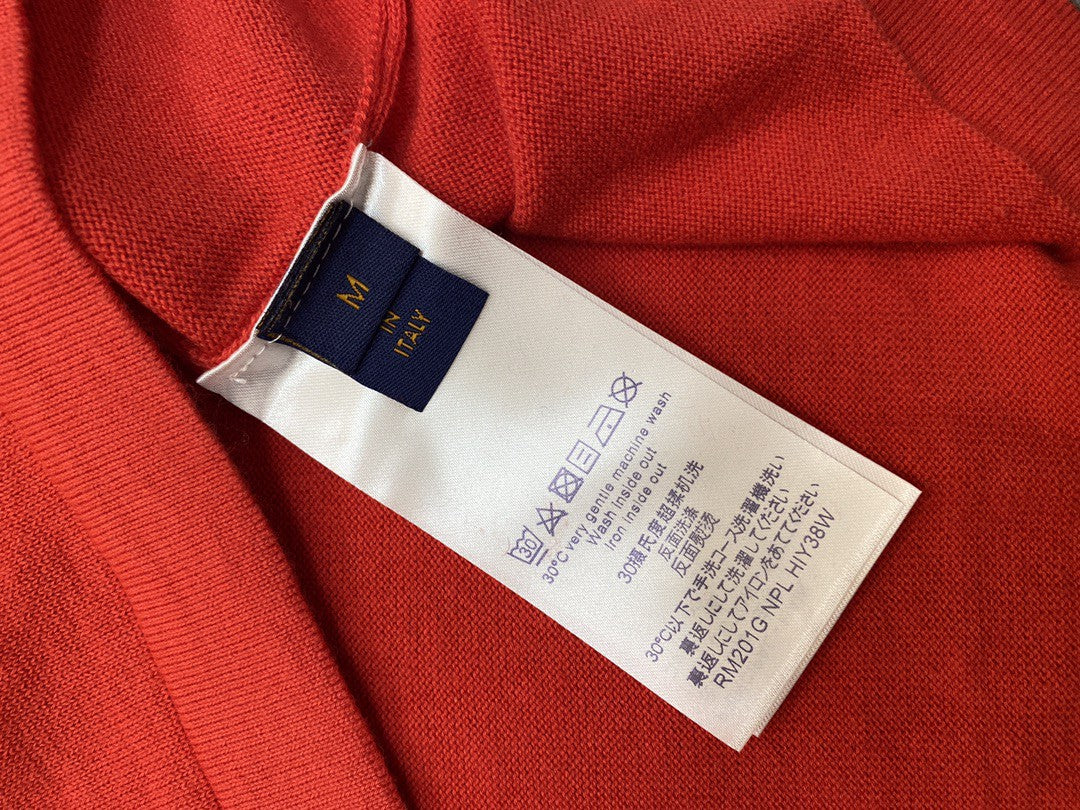 M
IN
ITALY
30
30°C very gentle machine wash
Wash inside out
Iron inside out
30摄氏度超揉机洗
反面洗涤
反面熨烫
30℃以下で手洗コース洗濯機洗い
裏返しにして洗濯してください
裏返しにしてアイロンをあててください
RM201G NPL HIY38W